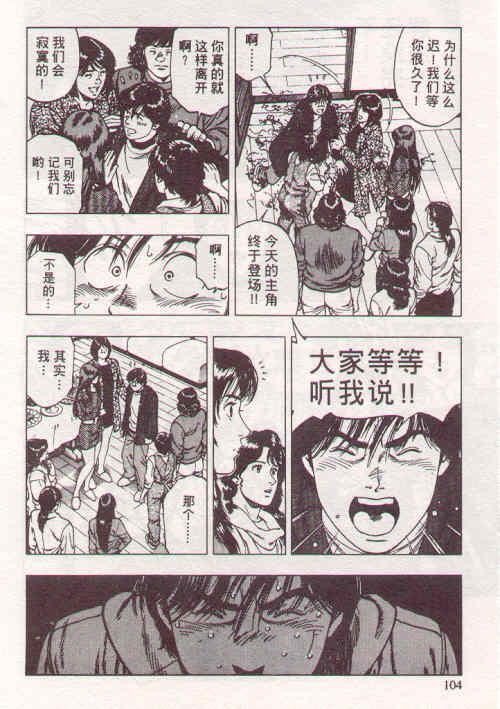 为什么这么
迟！我们等
你很久了！
啊……
今天的主角
终于登场!!
你真的就
这样离开
啊？
我们会
寂寞的！
可别忘
记我们
哟！
啊……
不是的…
大家等等！
听我说!!
其实…
我…
那个……
104